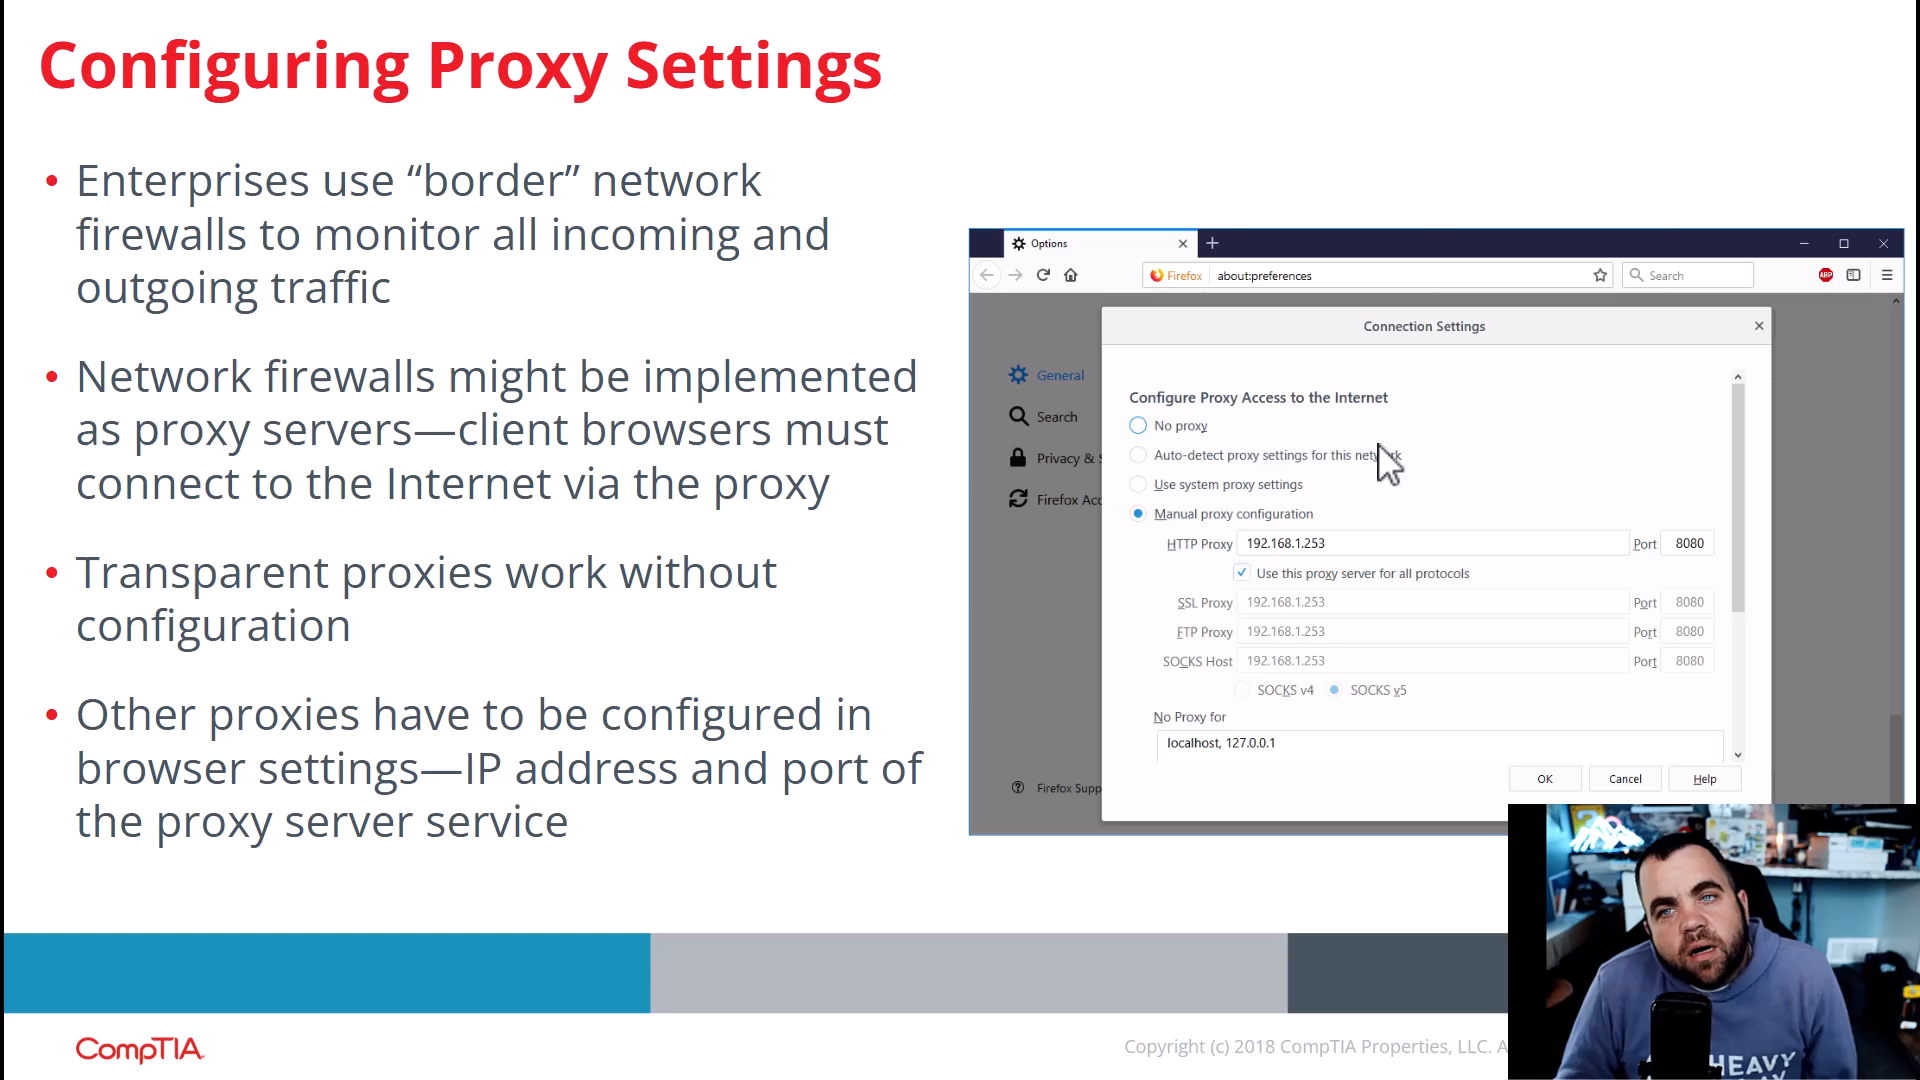 Configuring Proxy Settings
• Enterprises use “border” network
firewalls to monitor all incoming and
outgoing traffic
• Network firewalls might be implemented
as proxy servers—client browsers must
connect to the Internet via the proxy
• Transparent proxies work without
configuration
• Other proxies have to be configured in
browser settings—IP address and port of
the proxy server service
Options
Firefox about:preferences
Search
ABP
Connection Settings
General
Search
Privacy &
Firefox
Firefox
Configure Proxy Access to the Internet
No proxy
Auto-detect proxy settings for this
Use system proxy settings
Manual proxy configuration
HTTP Proxy 192.168.1.253 Port 8080
Use this proxy server for all protocols
SSL Proxy 192.168.1.253 Port 8080
FTP Proxy 192.168.1.253 Port 8080
SOCKS Host 192.168.1.253 Port 8080
SOCKS v4 SOCKS v5
No Proxy for
localhost, 127.0.0.1
OK Cancel Help
CompTIA.
Copyright (c) 2018 CompTIA Properties, LLC. A
HEAVY